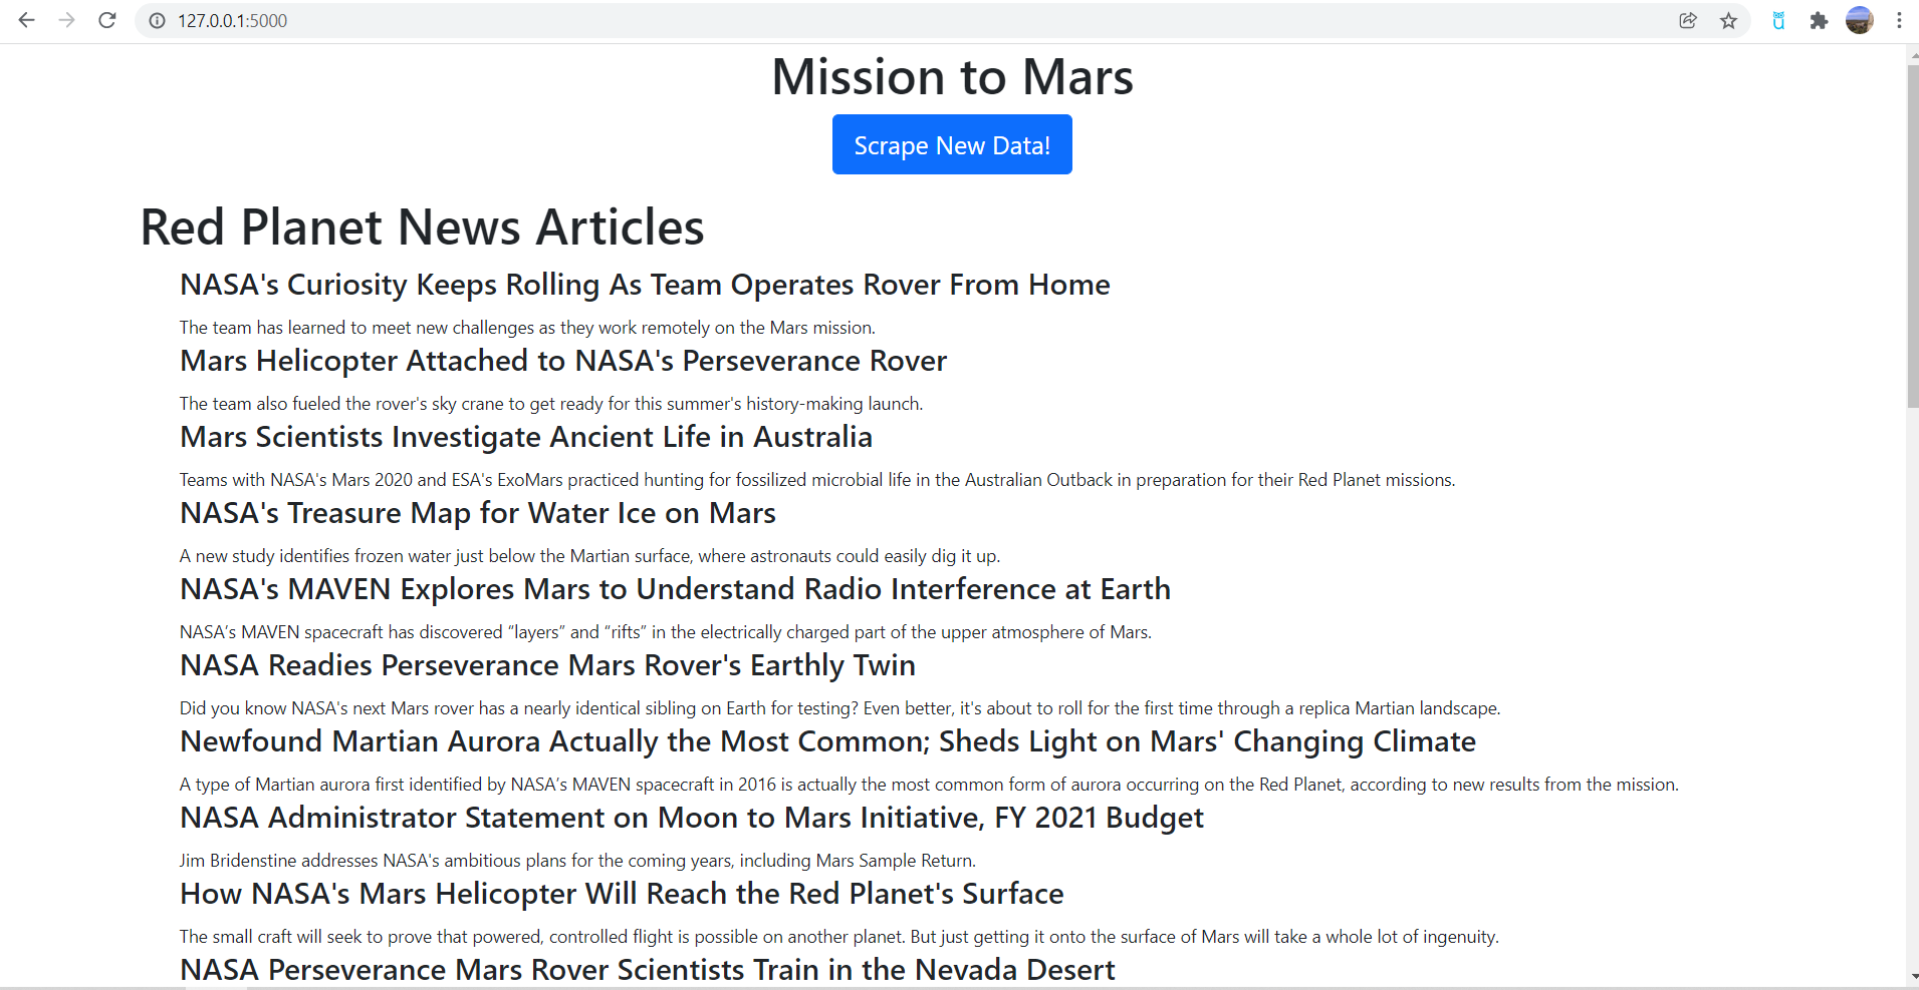 127.0.0.1:5000
Mission to Mars
Scrape New Data!
Red Planet News Articles
NASA's Curiosity Keeps Rolling As Team Operates Rover From Home
The team has learned to meet new challenges as they work remotely on the Mars mission.
Mars Helicopter Attached to NASA's Perseverance Rover
The team also fueled the rover's sky crane to get ready for this summer's history-making launch.
Mars Scientists Investigate Ancient Life in Australia
Teams with NASA's Mars 2020 and ESA's ExoMars practiced hunting for fossilized microbial life in the Australian Outback in preparation for their Red Planet missions.
NASA's Treasure Map for Water Ice on Mars
A new study identifies frozen water just below the Martian surface, where astronauts could easily dig it up.
NASA's MAVEN Explores Mars to Understand Radio Interference at Earth
NASA’s MAVEN spacecraft has discovered “layers” and “rifts” in the electrically charged part of the upper atmosphere of Mars.
NASA Readies Perseverance Mars Rover's Earthly Twin
Did you know NASA's next Mars rover has a nearly identical sibling on Earth for testing? Even better, it's about to roll for the first time through a replica Martian landscape.
Newfound Martian Aurora Actually the Most Common; Sheds Light on Mars' Changing Climate
A type of Martian aurora first identified by NASA’s MAVEN spacecraft in 2016 is actually the most common form of aurora occurring on the Red Planet, according to new results from the mission.
NASA Administrator Statement on Moon to Mars Initiative, FY 2021 Budget
Jim Bridenstine addresses NASA's ambitious plans for the coming years, including Mars Sample Return.
How NASA's Mars Helicopter Will Reach the Red Planet's Surface
The small craft will seek to prove that powered, controlled flight is possible on another planet. But just getting it onto the surface of Mars will take a whole lot of ingenuity.
NASA Perseverance Mars Rover Scientists Train in the Nevada Desert